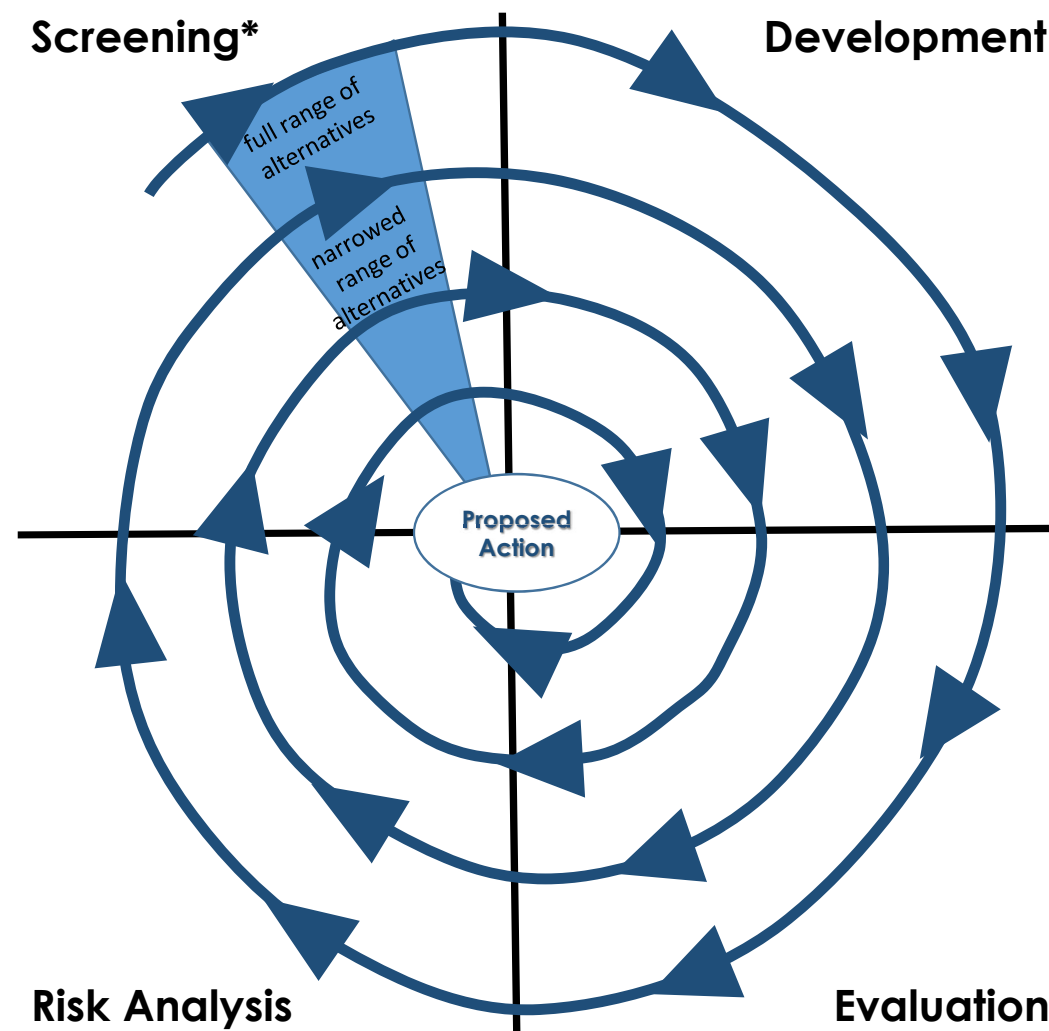 Screening*
Development
full range of
alternatives
narrowed
range of
alternatives
Proposed
Action
Risk Analysis
Evaluation